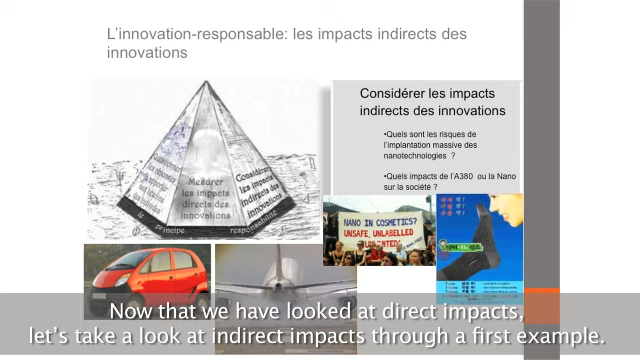 L'innovation-responsable: les impacts indirects des
innovations
Considérer les impacts
indirects des innovations
•Quels sont les risques de
l'implantation massive des
nanotechnologies ?
•Quels impacts de l'A380 ou la Nano
sur la société ?
Mesurer
les impacts
directs des
innovations
Considérer
les impacts
indirects des
innovations
le principe responsabilité
NANO IN COSMETICS?
UNSAFE, UNLABELLED
Now that we have looked at direct impacts,
let's take a look at indirect impacts through a first example.